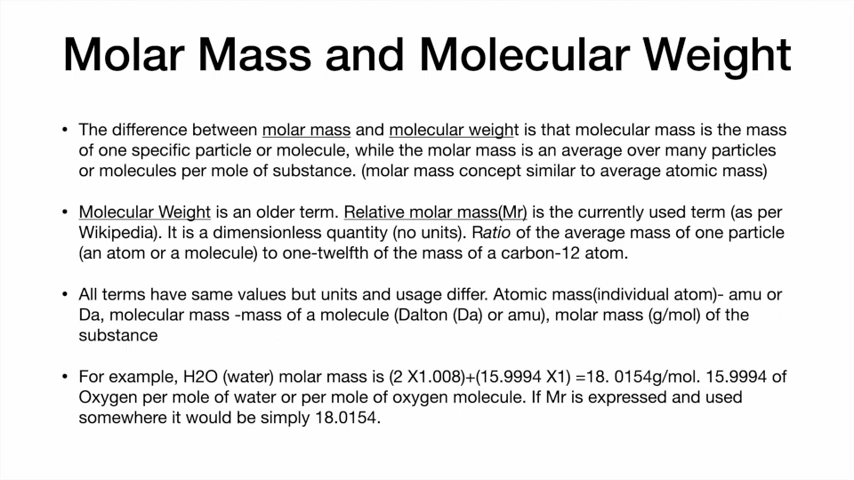 Molar Mass and Molecular Weight
• The difference between molar mass and molecular weight is that molecular mass is the mass
of one specific particle or molecule, while the molar mass is an average over many particles
or molecules per mole of substance. (molar mass concept similar to average atomic mass)
• Molecular Weight is an older term. Relative molar mass(Mr) is the currently used term (as per
Wikipedia). It is a dimensionless quantity (no units). Ratio of the average mass of one particle
(an atom or a molecule) to one-twelfth of the mass of a carbon-12 atom.
• All terms have same values but units and usage differ. Atomic mass(individual atom)- amu or
Da, molecular mass -mass of a molecule (Dalton (Da) or amu), molar mass (g/mol) of the
substance
• For example, H2O (water) molar mass is (2 X1.008)+(15.9994 X1) =18. 0154g/mol. 15.9994 of
Oxygen per mole of water or per mole of oxygen molecule. If Mr is expressed and used
somewhere it would be simply 18.0154.